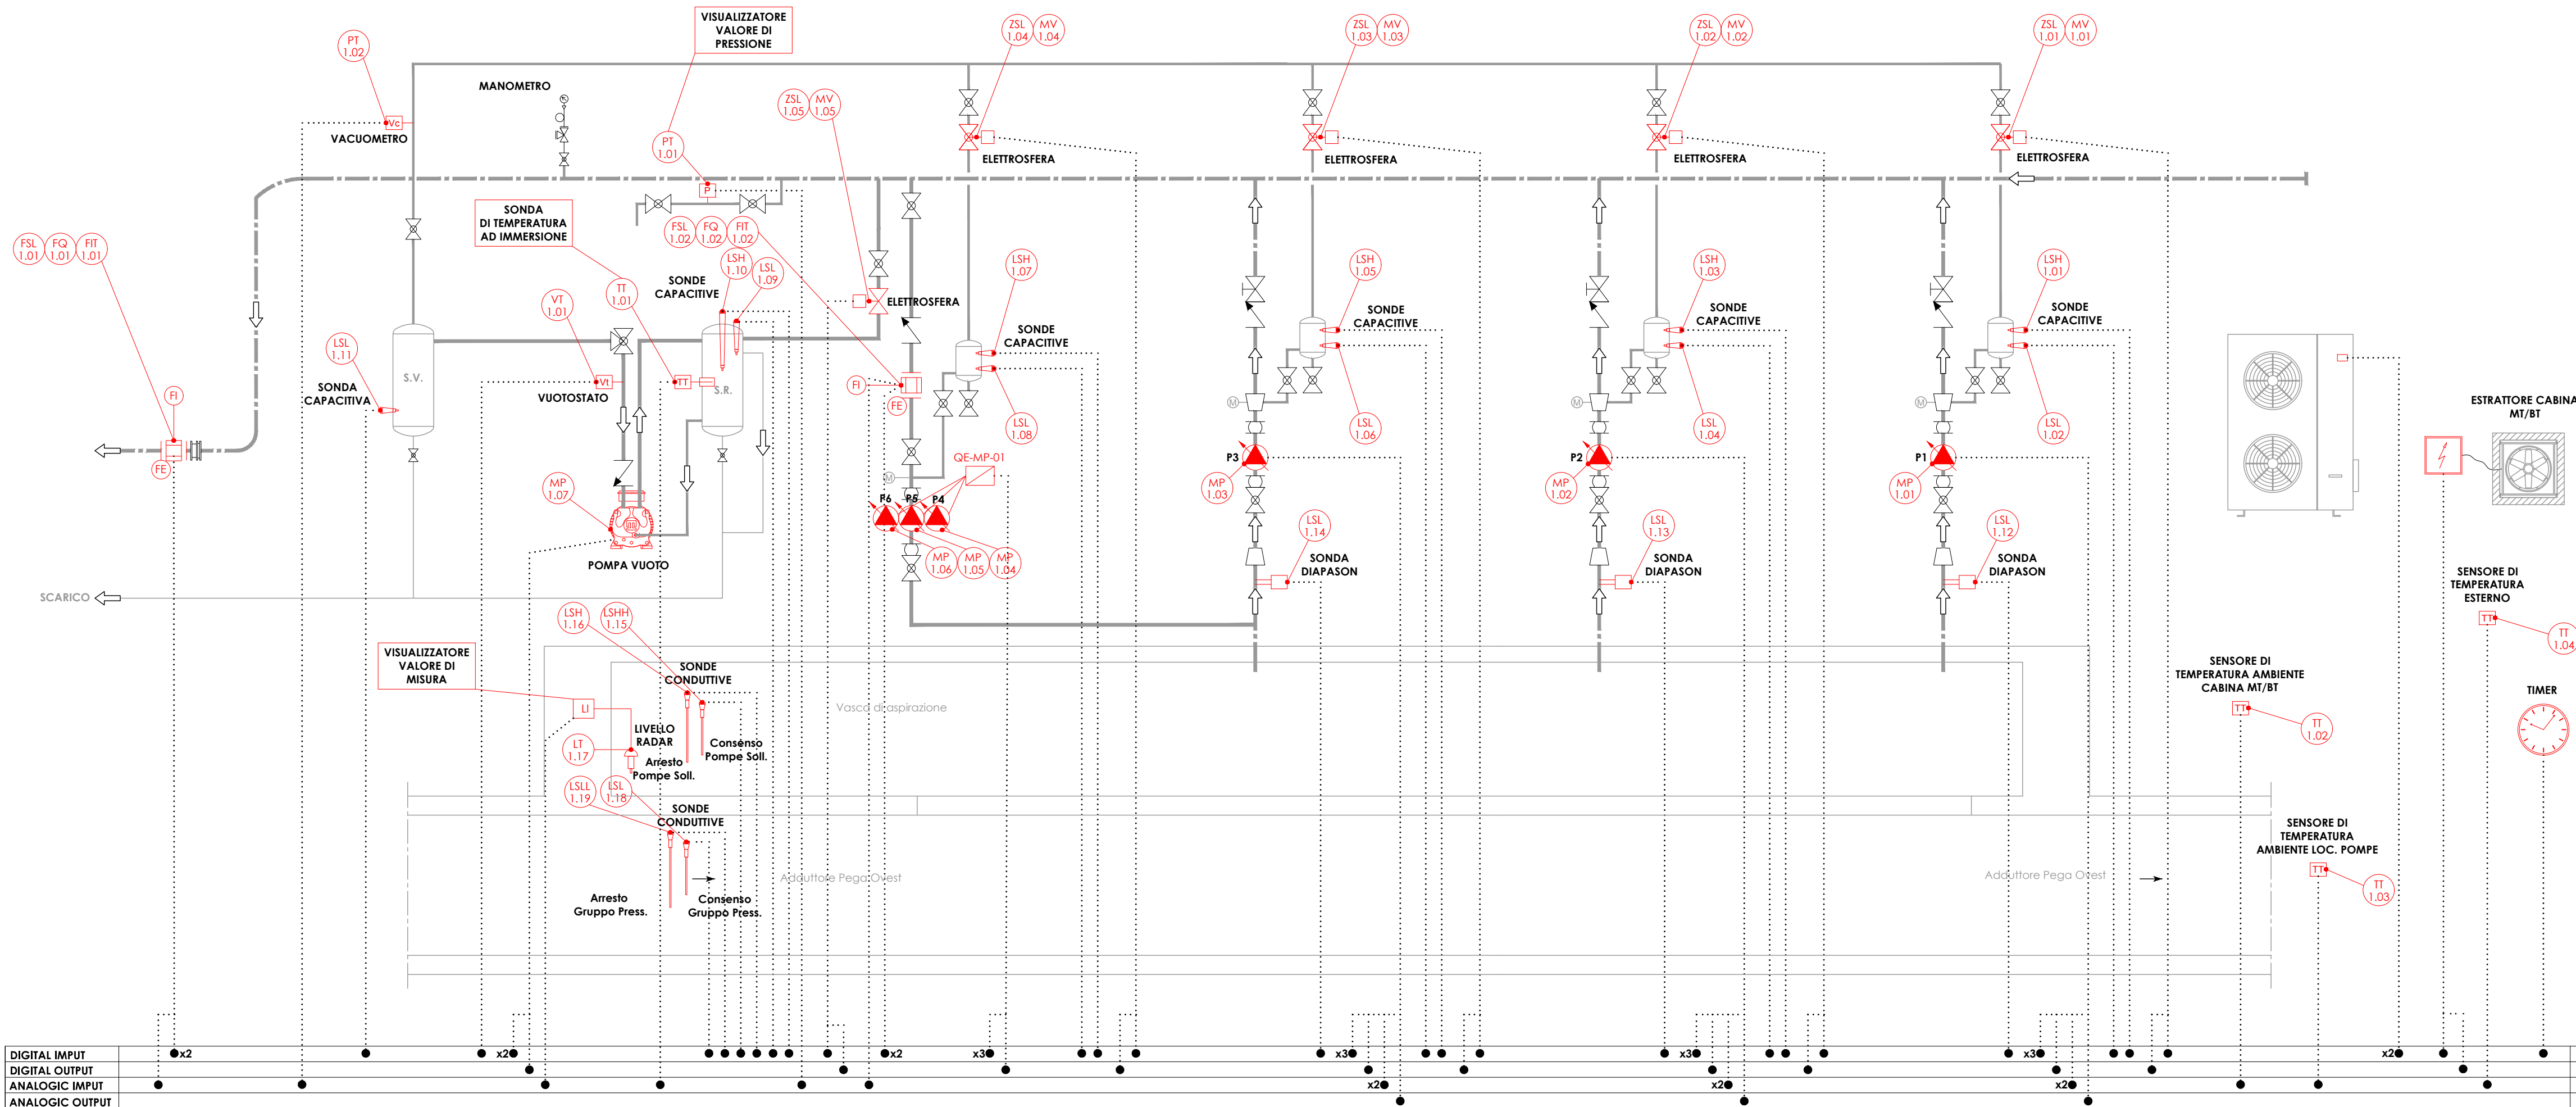 VISUALIZZATORE
VALORE DI
PRESSIONE
PT
1.02
ZSL
1.04
MV
1.04
ZSL
1.03
MV
1.03
ZSL
1.02
MV
1.02
ZSL
1.01
MV
1.01
MANOMETRO
ZSL
1.05
MV
1.05
Vc
VACUOMETRO
PT
1.01
ELETTROSFERA
ELETTROSFERA
ELETTROSFERA
ELETTROSFERA
P
SONDA
DI TEMPERATURA
AD IMMERSIONE
FSL
1.02
FQ
1.02
FIT
1.02
FSL
1.01
FQ
1.01
FIT
1.01
LSH
1.10
LSL
1.09
LSH
1.07
LSH
1.05
LSH
1.03
LSH
1.01
SONDE
CAPACITIVE
TT
1.01
VT
1.01
ELETTROSFERA
SONDE
CAPACITIVE
SONDE
CAPACITIVE
SONDE
CAPACITIVE
SONDE
CAPACITIVE
LSL
1.11
S.V.
Vt
TT
S.R.
VUOTOSTATO
SONDA
CAPACITIVA
FI
FI
FE
M
M
M
ESTRATTORE CABINA
MT/BT
LSL
1.08
LSL
1.06
LSL
1.04
LSL
1.02
FE
QE-MP-01
M
P3
P2
P1
MP
1.07
MP
1.03
MP
1.02
MP
1.01
P6
P5
P4
LSL
1.14
LSL
1.13
LSL
1.12
POMPA VUOTO
MP
1.06
MP
1.05
MP
1.04
SONDA
DIAPASON
SONDA
DIAPASON
SONDA
DIAPASON
SENSORE DI
TEMPERATURA
ESTERNO
SCARICO
LSH
1.16
LSHH
1.15
TT
TT
1.04
VISUALIZZATORE
VALORE DI
MISURA
SONDE
CONDUTTIVE
SENSORE DI
TEMPERATURA AMBIENTE
CABINA MT/BT
TIMER
LI
Vasca di aspirazione
TT
TT
1.02
LIVELLO
RADAR
LT
1.17
Consenso
Pompe Soll.
Arresto
Pompe Soll.
LSLL
1.19
LSL
1.18
SONDE
CONDUTTIVE
SENSORE DI
TEMPERATURA
AMBIENTE LOC. POMPE
TT
TT
1.03
Adduttore Pega Ovest
Adduttore Pega Ovest
Arresto
Gruppo Press.
Consenso
Gruppo Press.
DIGITAL IMPUT
x2
x2
x2
x3
x3
x3
x3
x2
DIGITAL OUTPUT
ANALOGIC IMPUT
x2
x2
x2
ANALOGIC OUTPUT